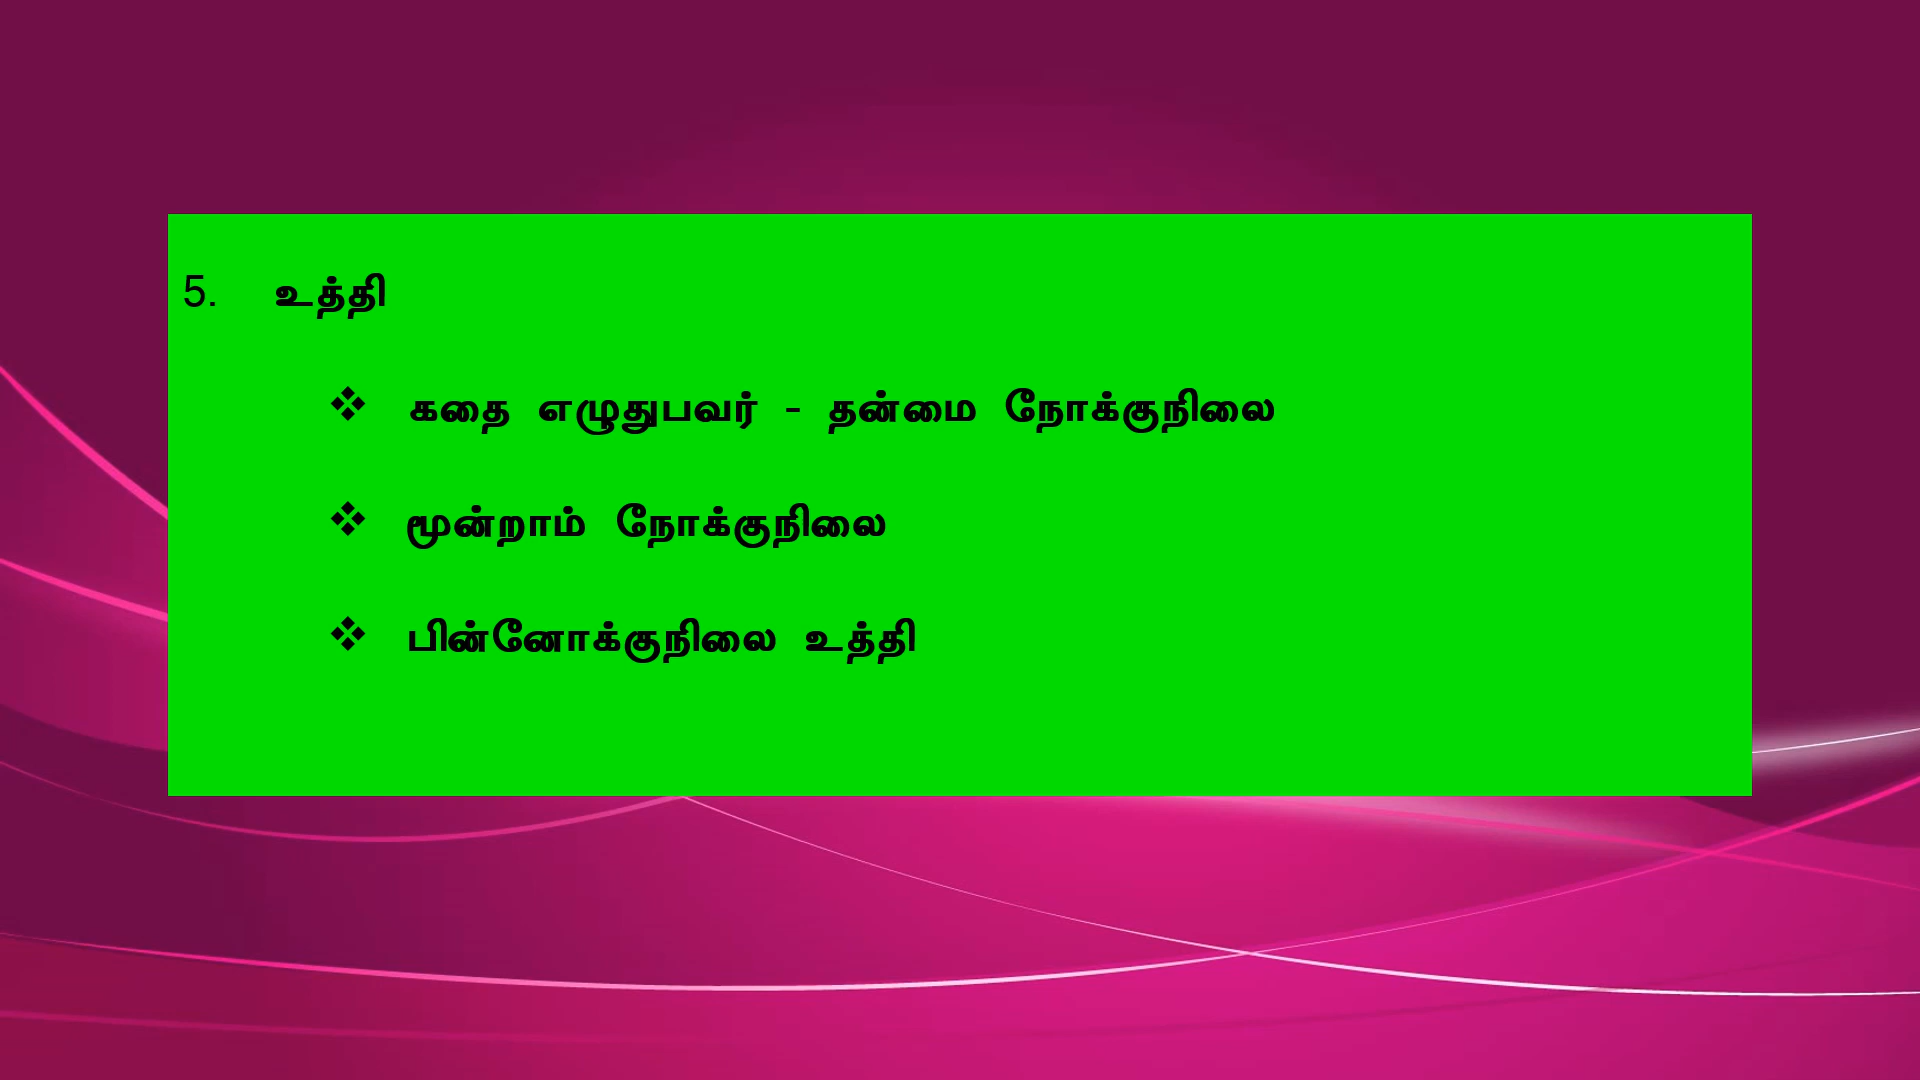 5. உத்தி
❖ கதை எழுதுபவர் - தன்மை நோக்குநிலை
❖ மூன்றாம் நோக்குநிலை
❖ பின்னோக்குநிலை உத்தி